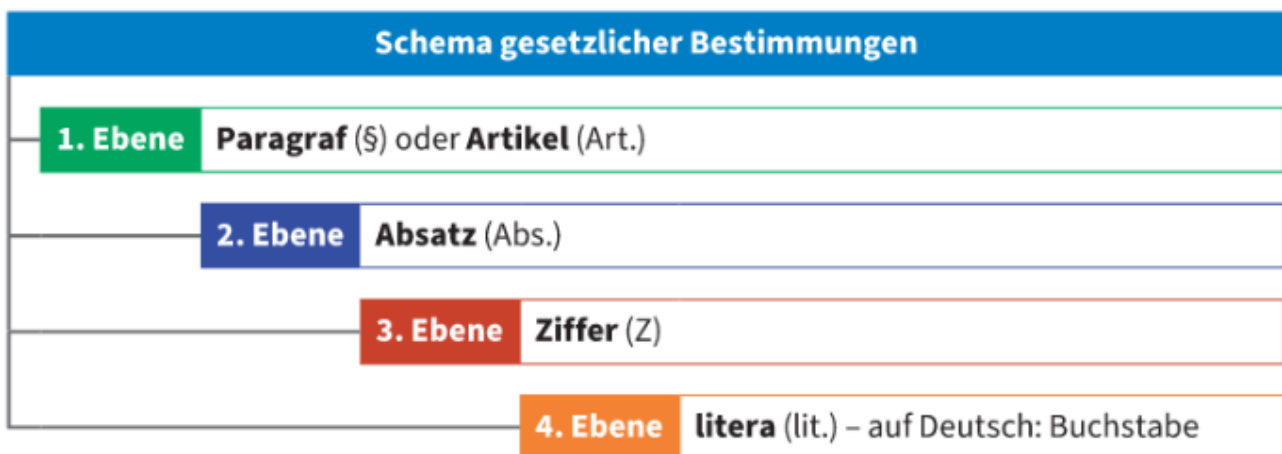 Schema gesetzlicher Bestimmungen
1. Ebene Paragraf (§) oder Artikel (Art.)
2. Ebene Absatz (Abs.)
3. Ebene Ziffer (Z)
4. Ebene litera (lit.) – auf Deutsch: Buchstabe